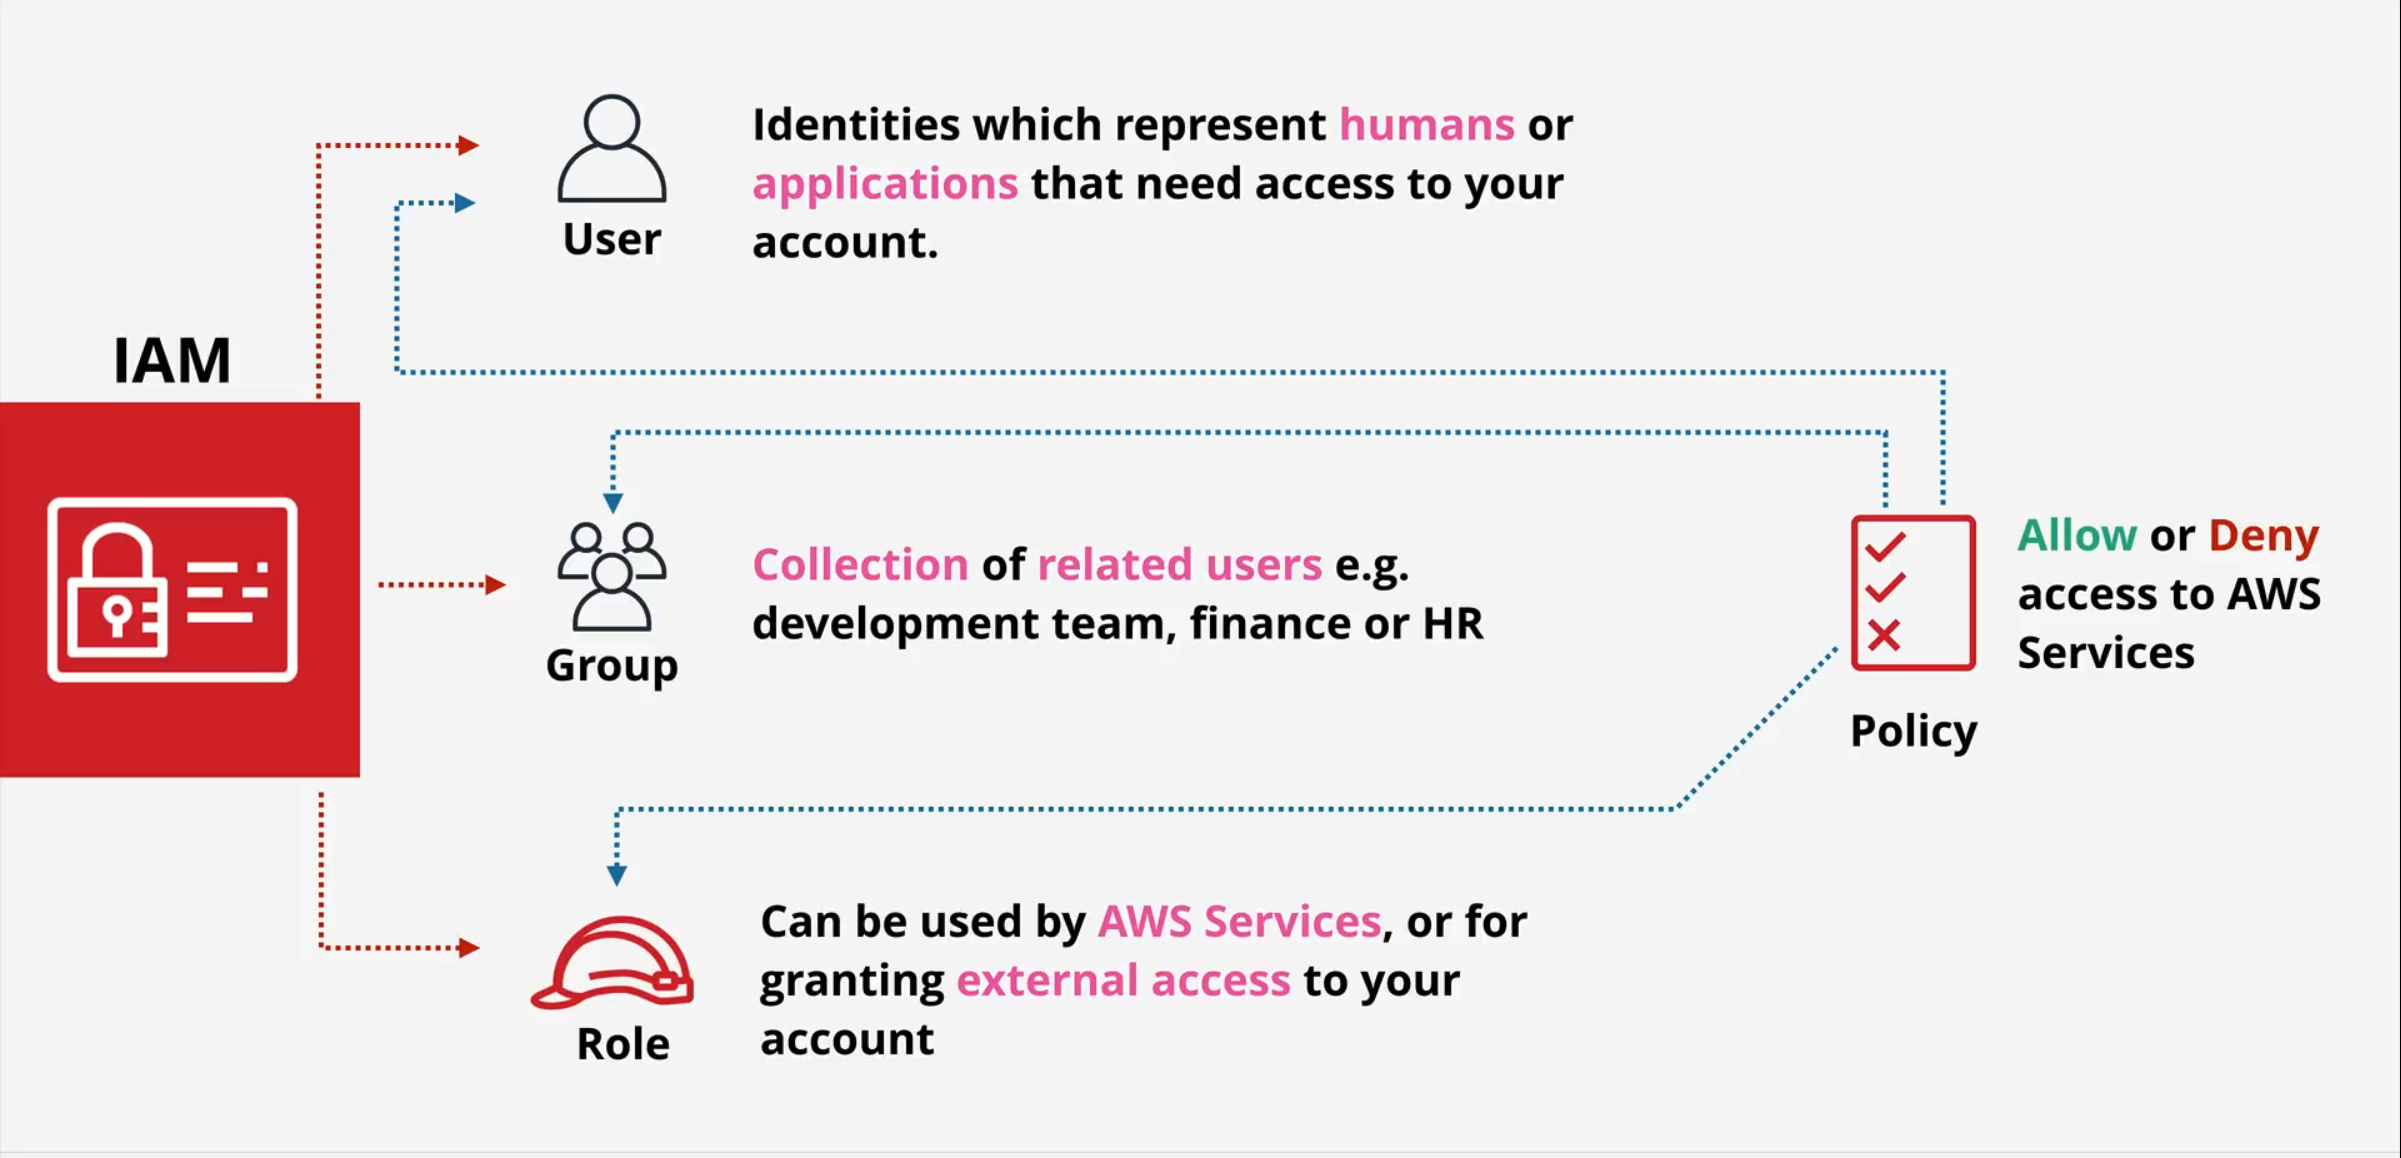 Identities which represent humans or
applications that need access to your
account.
User
IAM
Collection of related users e.g.
development team, finance or HR
Group
Allow or Deny
access to AWS
Services
Policy
Can be used by AWS Services, or for
granting external access to your
account
Role